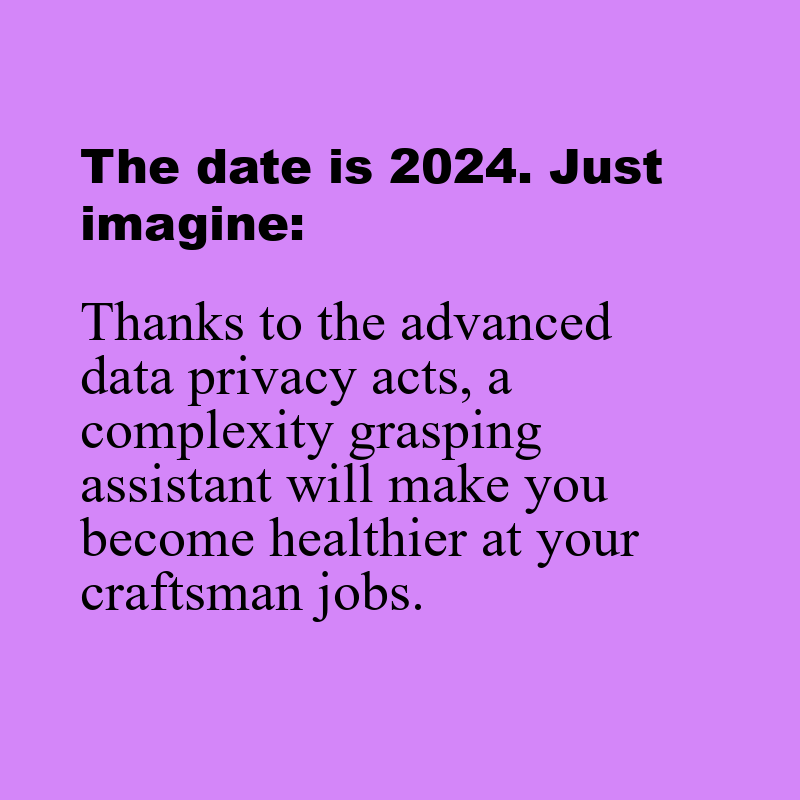 The date is 2024. Just
imagine:
Thanks to the advanced
data privacy acts, a
complexity grasping
assistant will make you
become healthier at your
craftsman jobs.